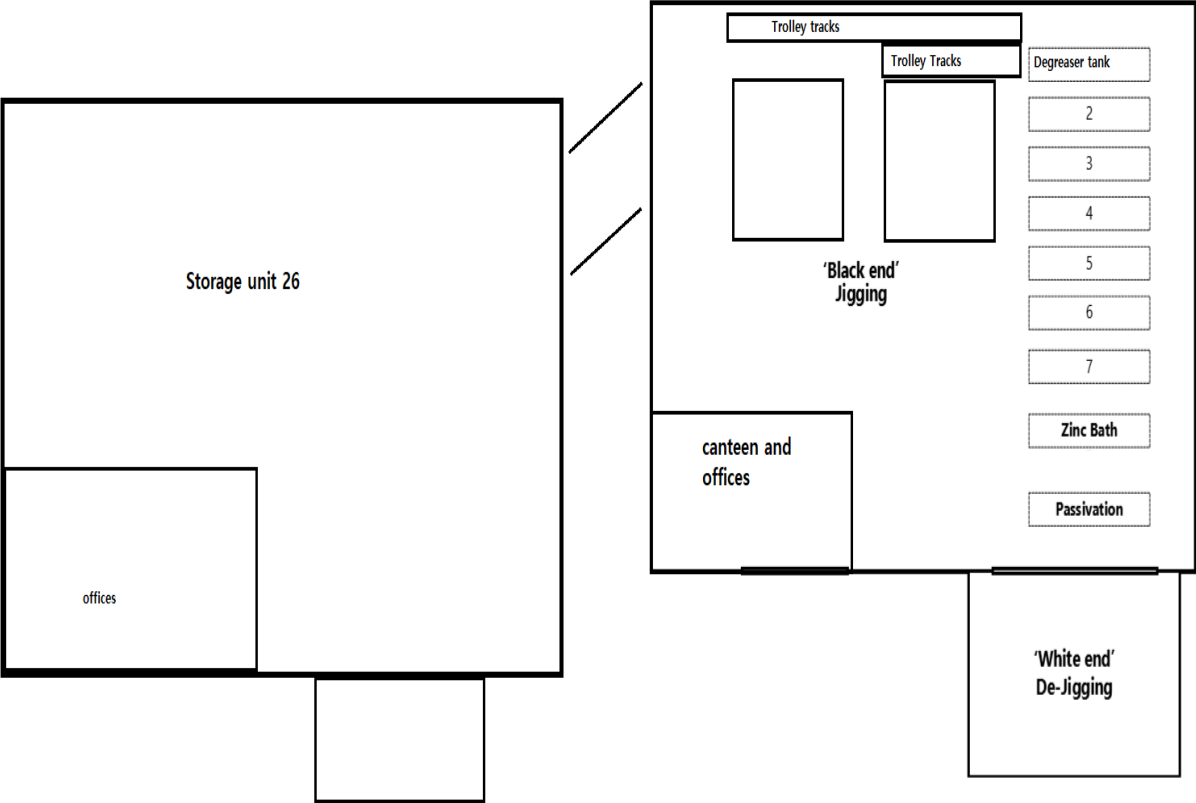 Trolley tracks
Trolley Tracks
Degreaser tank
2
3
4
5
6
7
Zinc Bath
Passivation
'Black end'
Jigging
canteen and
offices
'White end'
De-Jigging
Storage unit 26
offices